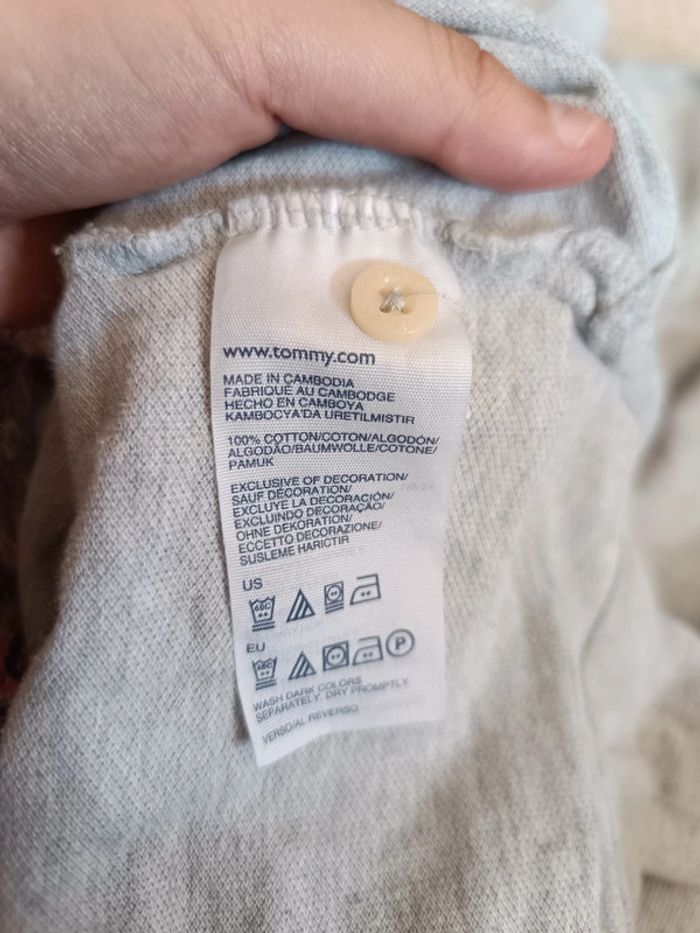 www.tommy.com
MADE IN CAMBODIA
FABRIQUÉ AU CAMBODGE
HECHO EN CAMBOYA
KAMBOCYA'DA URETILMISTIR
100% COTTON/COTON/ALGODÓN/
ALGODÃO/BAUMWOLLE/COTONE/
PAMUK
EXCLUSIVE OF DECORATION/
SAUF DÉCORATION/
EXCLUYE LA DECORACIÓN/
EXCLUINDO DECORAÇÃO/
OHNE DEKORATION/
ECCETTO DECORAZIONE/
SUSLEME HARICTIR
US
EU
P
WASH DARK COLORS
SEPARATELY. DRY PROMPTLY
VERSO/AL REVERSO